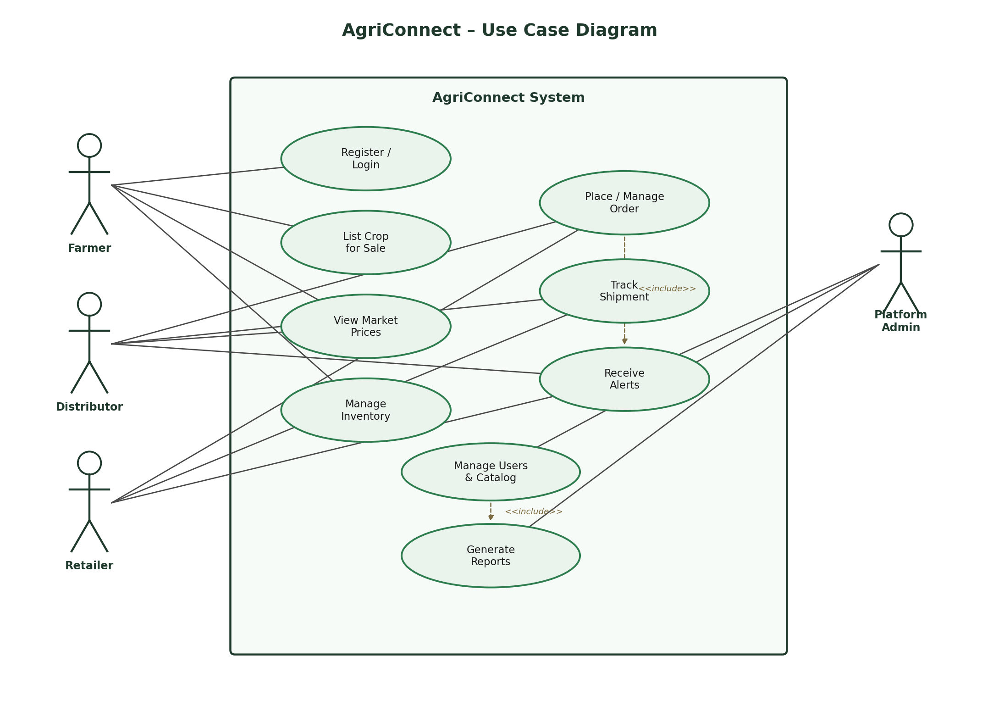 AgriConnect – Use Case Diagram
AgriConnect System
Register /
Login
Place / Manage
Order
List Crop
for Sale
Farmer
Track
Shipment
<<include>>
View Market
Prices
Platform
Admin
Receive
Alerts
Distributor
Manage
Inventory
Manage Users
& Catalog
<<include>>
Generate
Reports
Retailer